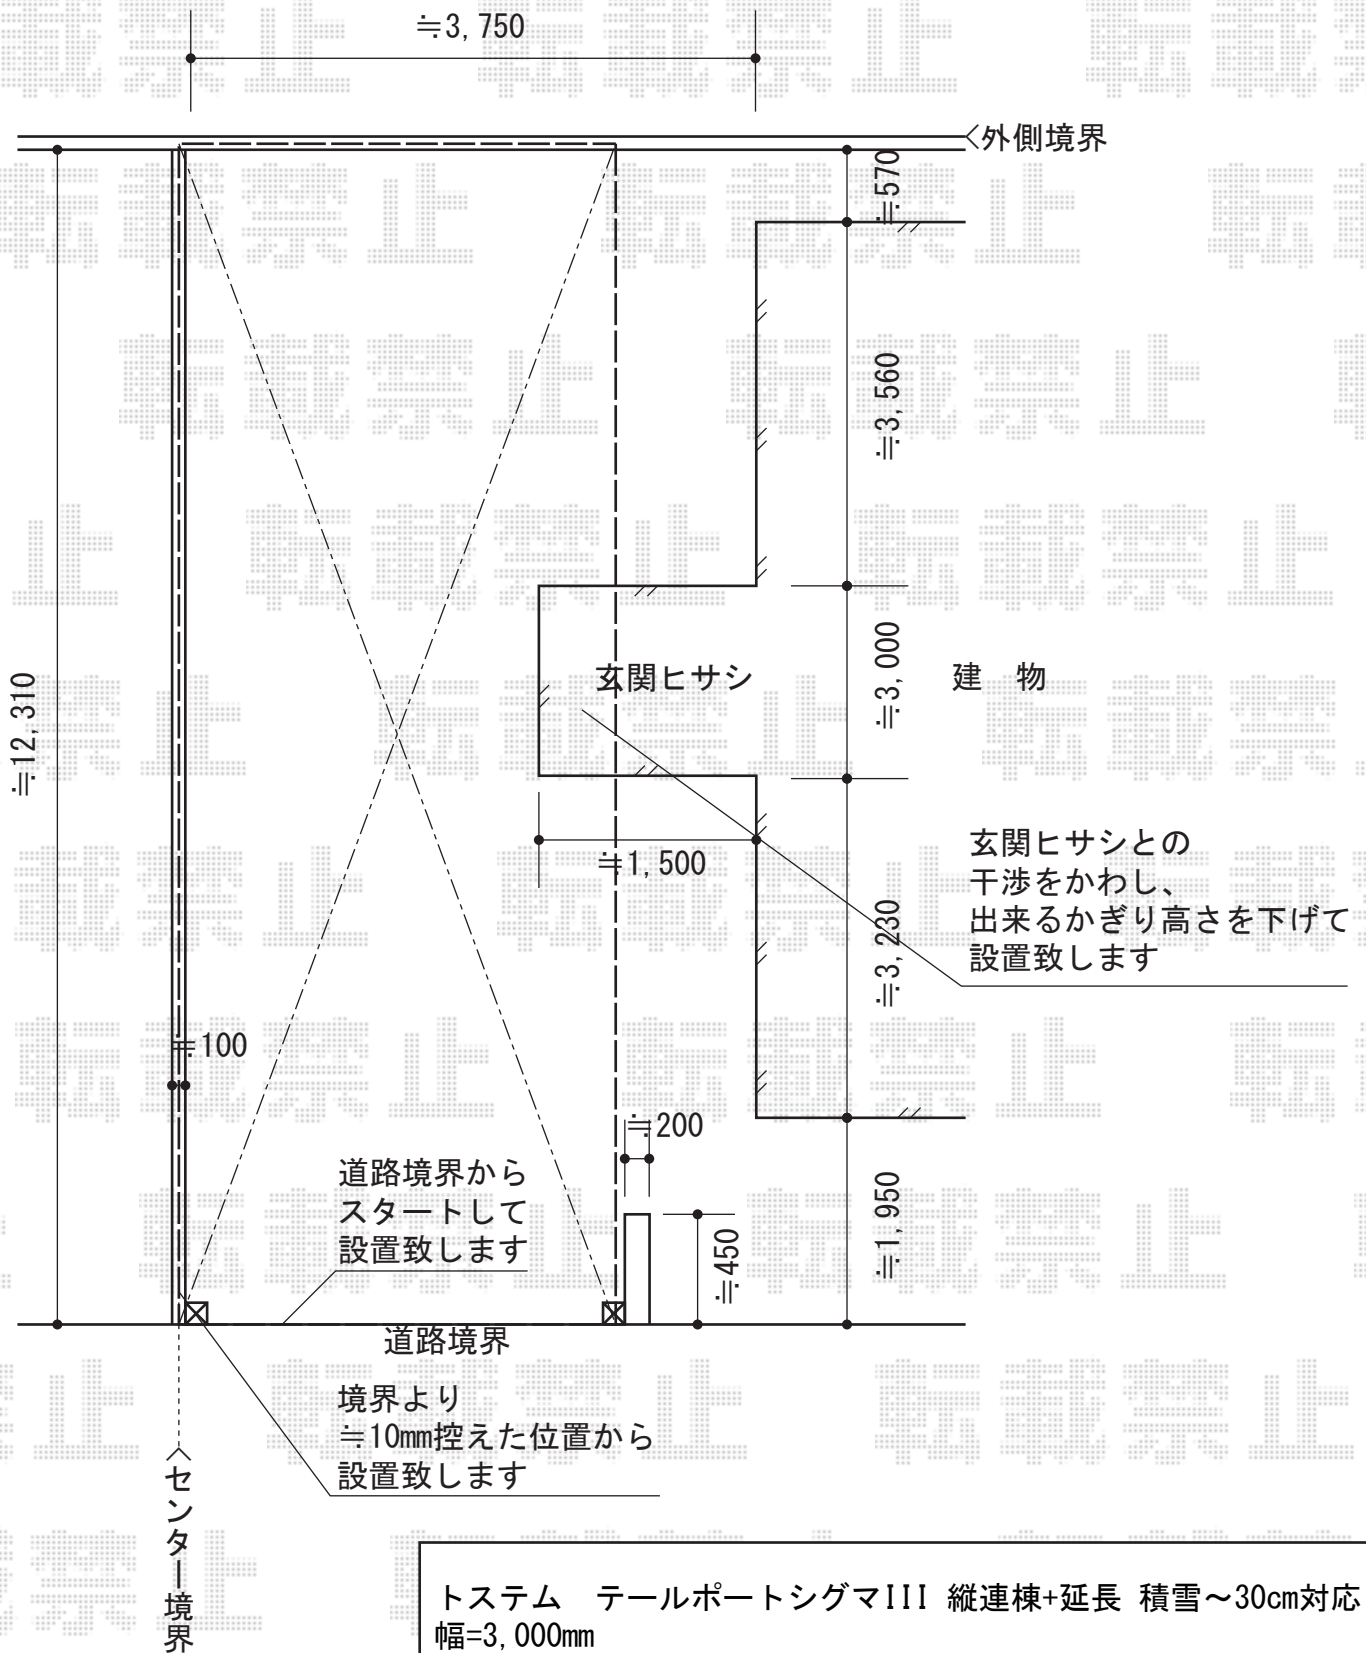 ≒3,750
<外側境界
≒570
≒3,560
≒3,000
≒12,310
玄関ヒサシ
建 物
≒1,500
玄関ヒサシとの
干渉をかわし、
出来るかぎり高さを下げて
設置致します
≒3,230
≒100
≒200
道路境界から
スタートして
設置致します
≒450
≒1,950
道路境界
境界より
≒10mm控えた位置から
設置致します
<センター境界
トステム テールポートシグマIII 縦連棟+延長 積雪~30cm対応
幅=3,000mm
転載禁止